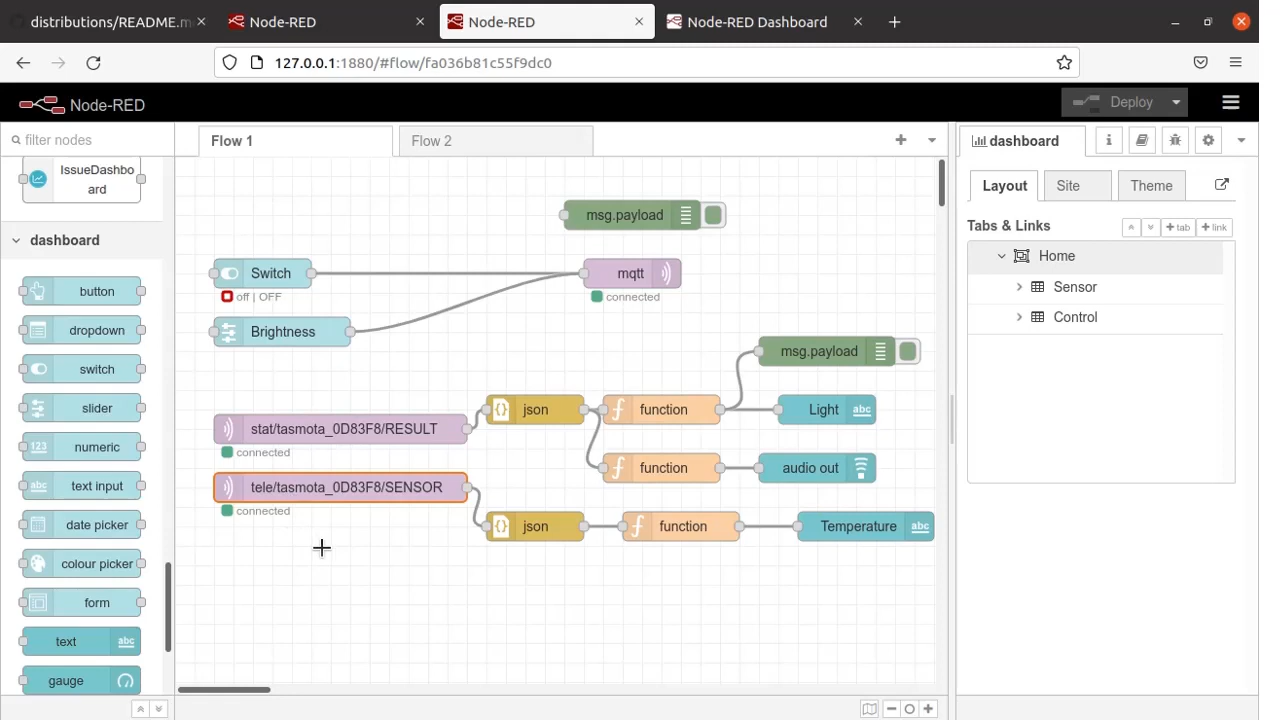 distributions/README.m
Node-RED
Node-RED
Node-RED Dashboard
127.0.0.1:1880/#flow/fa036b81c55f9dc0
Node-RED
Deploy
filter nodes
Flow 1
Flow 2
dashboard
IssueDashbo
ard
Layout
Site
Theme
msg.payload
Tabs & Links
tab
link
dashboard
Home
Switch
mqtt
button
Sensor
off | OFF
connected
Control
dropdown
Brightness
msg.payload
switch
slider
json
function
Light
stat/tasmota_0D83F8/RESULT
123
numeric
connected
function
audio out
abc
text input
tele/tasmota_0D83F8/SENSOR
connected
date picker
json
function
Temperature
abc
colour picker
form
text
abc
gauge